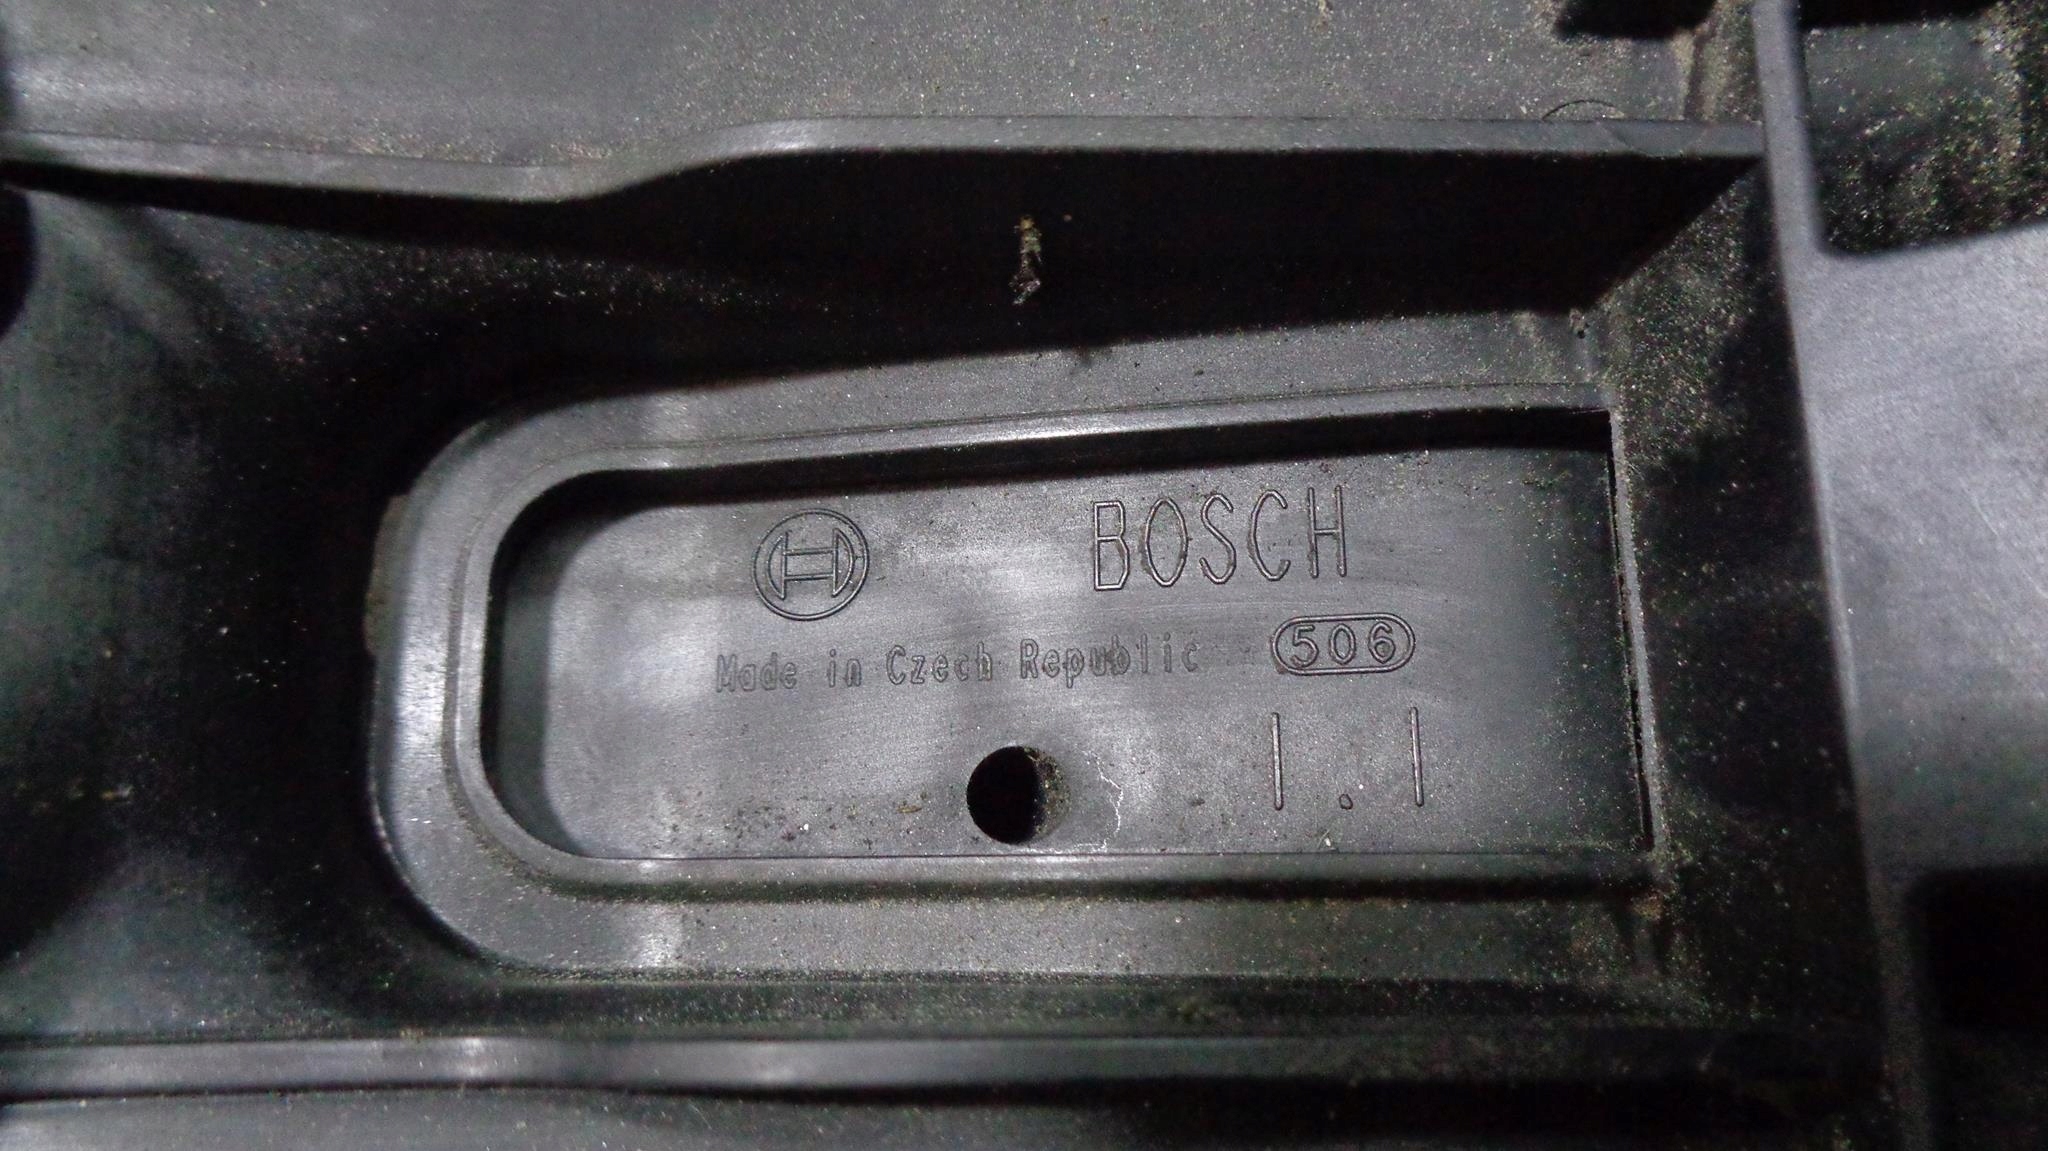 BOSCH
Made in Czech Republic 506
1.1